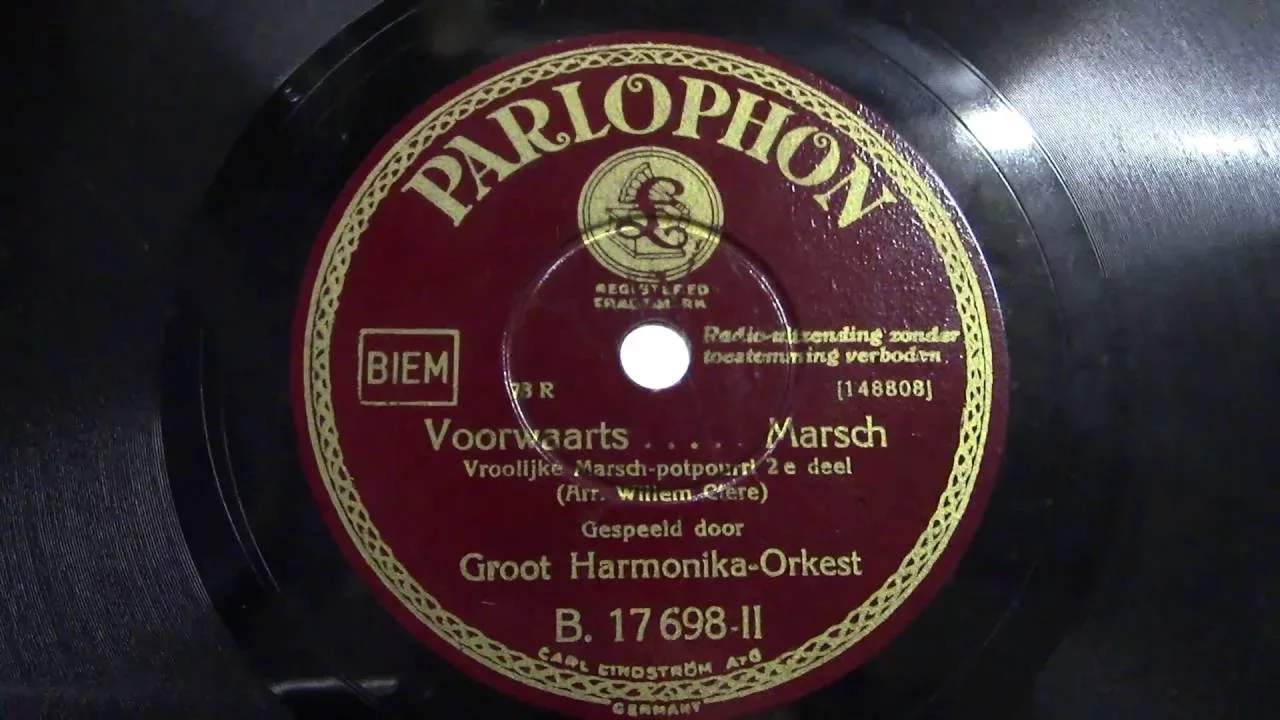 PARLOPHON
£
REGISTERED
TRADEMARK
Radio-uitzending zonder
toestemming verboden
BIEM
78 R
[148808]
Voorwaarts ..... Marsch
Vroolijke Marsch-potpourri 2e deel
(Arr. Willem
Gespeeld door
Groot Harmonika-Orkest
B. 17698-II
CARL LINDSTRÖM A+G
GERMANY